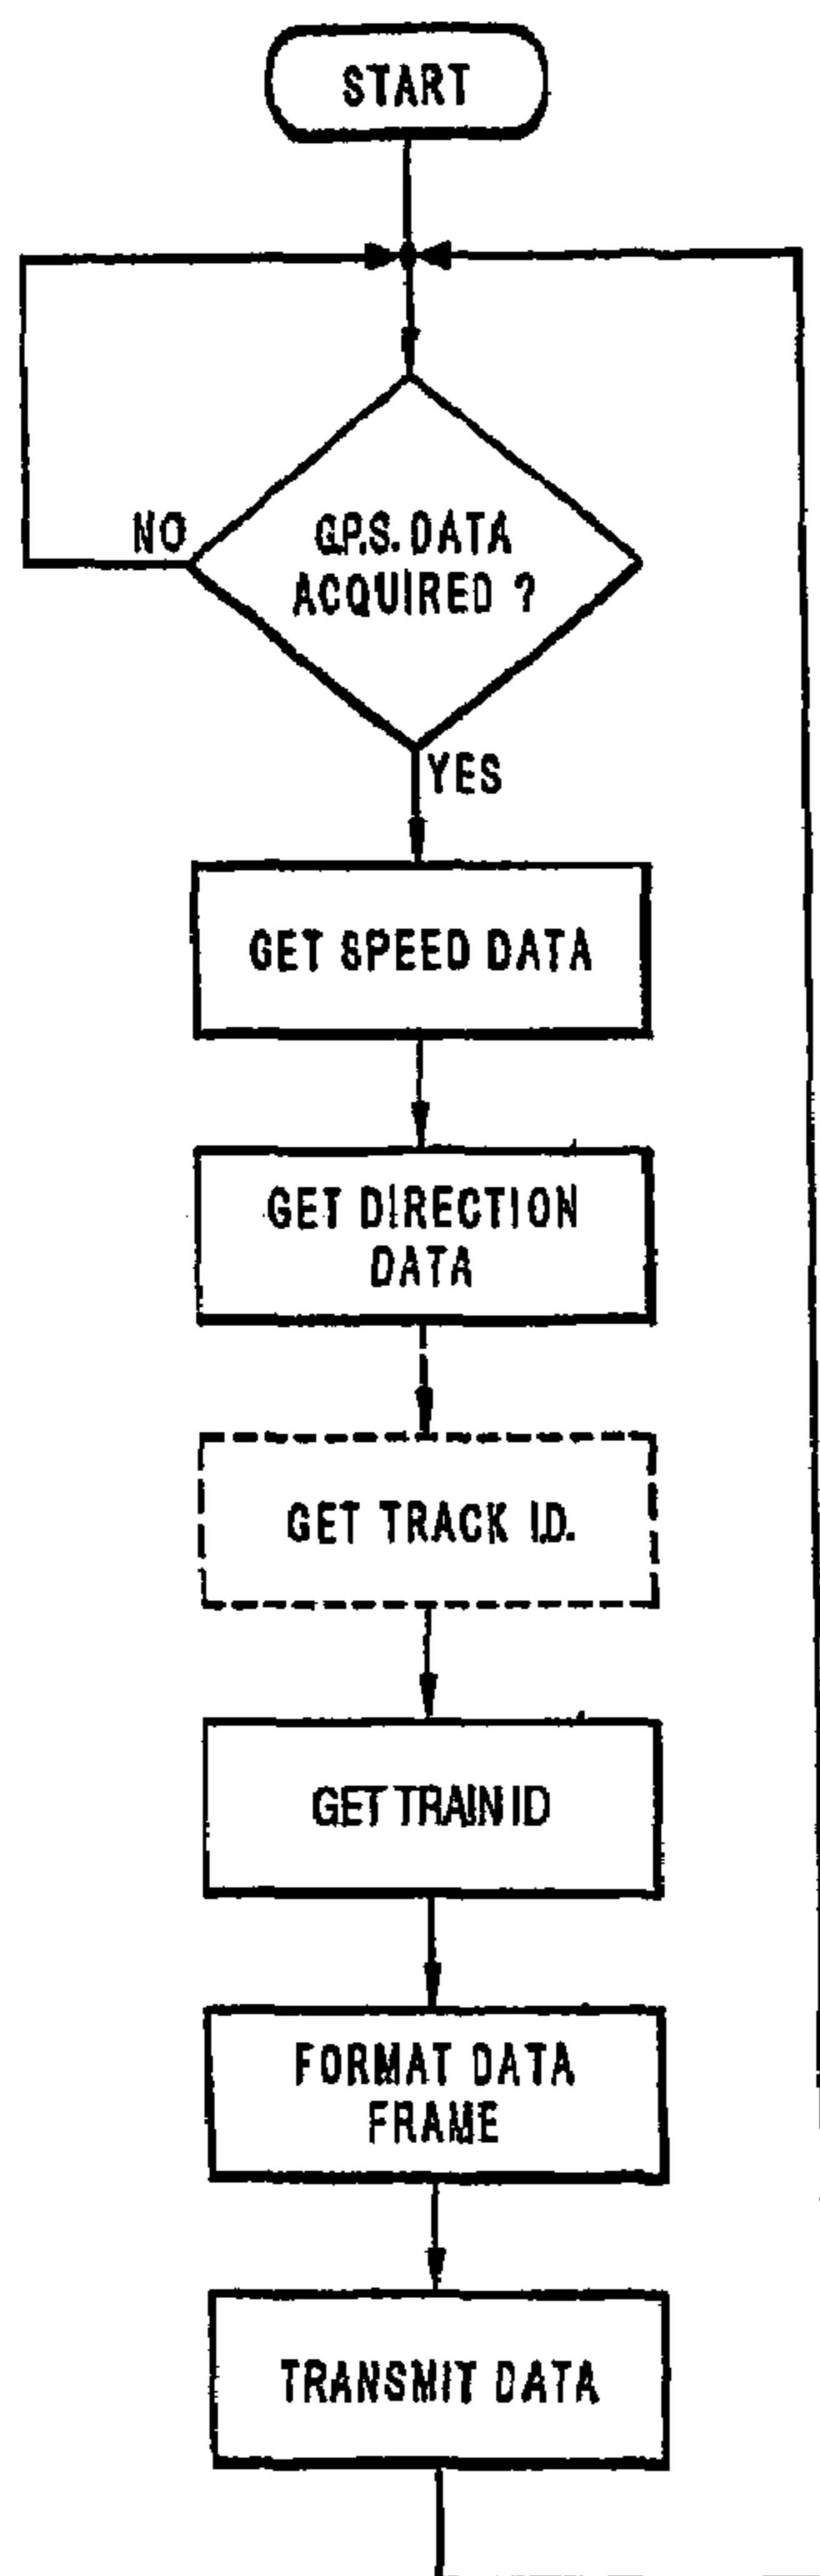 START
NO
G.P.S. DATA
ACQUIRED ?
YES
GET SPEED DATA
GET DIRECTION
DATA
GET TRACK I.D.
GET TRAIN ID
FORMAT DATA
FRAME
TRANSMIT DATA